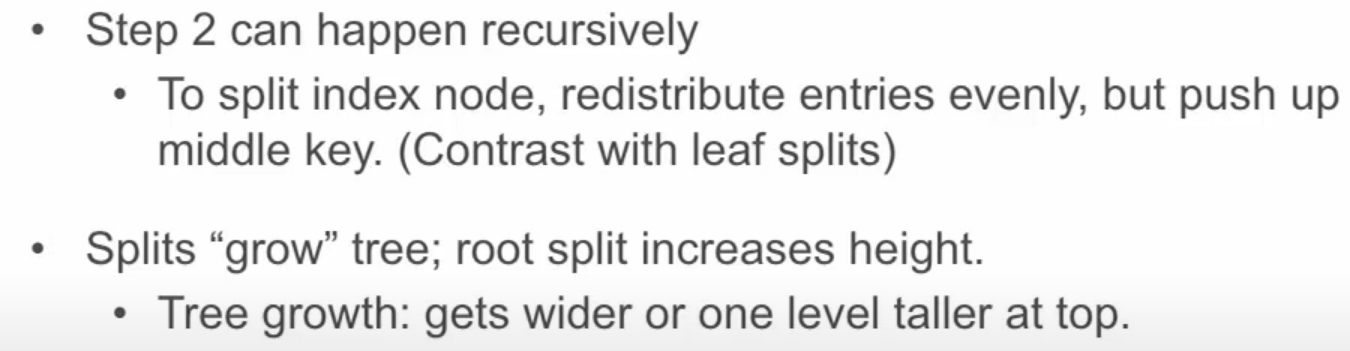 • Step 2 can happen recursively
• To split index node, redistribute entries evenly, but push up
middle key. (Contrast with leaf splits)
• Splits “grow” tree; root split increases height.
• Tree growth: gets wider or one level taller at top.